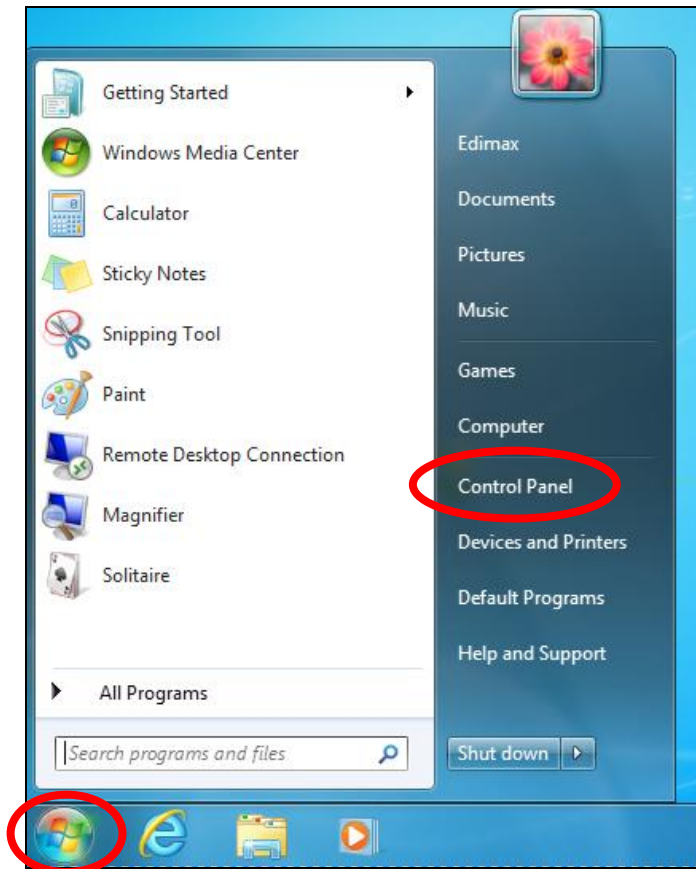 Getting Started
Windows Media Center
Calculator
Sticky Notes
Snipping Tool
Paint
Remote Desktop Connection
Magnifier
Solitaire
All Programs
Search programs and files
Edimax
Documents
Pictures
Music
Games
Computer
Control Panel
Devices and Printers
Default Programs
Help and Support
Shut down